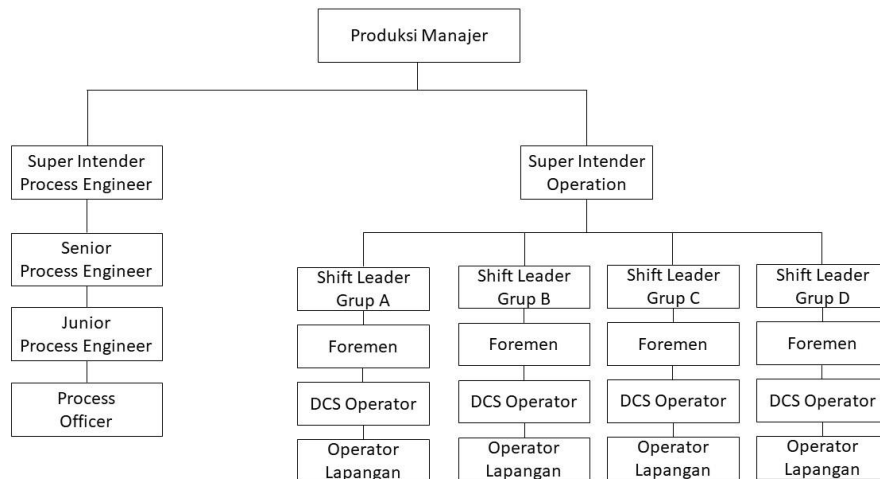 Produksi Manajer
Super Intender
Process Engineer
Super Intender
Operation
Senior
Process Engineer
Junior
Process Engineer
Process
Officer
Shift Leader
Grup A
Foremen
DCS Operator
Operator
Lapangan
Shift Leader
Grup B
Foremen
DCS Operator
Operator
Lapangan
Shift Leader
Grup C
Foremen
DCS Operator
Operator
Lapangan
Shift Leader
Grup D
Foremen
DCS Operator
Operator
Lapangan